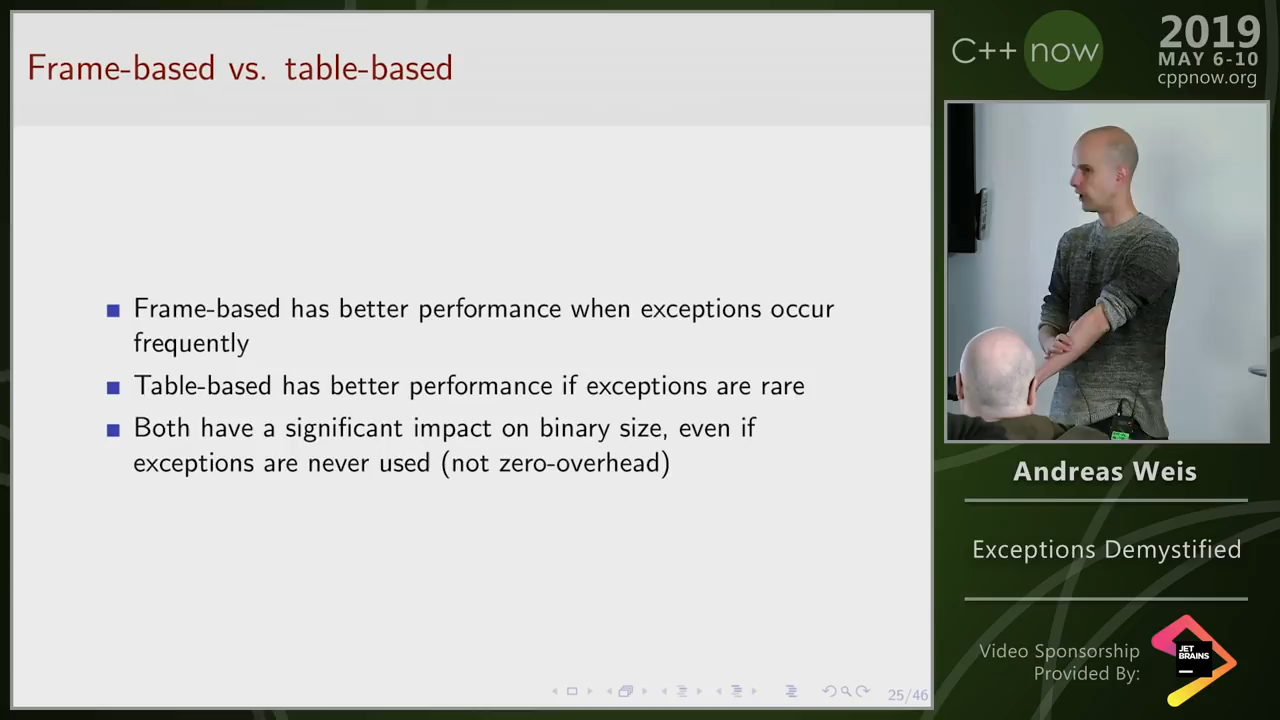 Frame-based vs. table-based
Frame-based has better performance when exceptions occur
frequently
Table-based has better performance if exceptions are rare
Both have a significant impact on binary size, even if
exceptions are never used (not zero-overhead)
25/46
C++ now
2019
MAY 6-10
cppnow.org
Andreas Weis
Exceptions Demystified
Video Sponsorship
Provided By:
JET
BRAINS